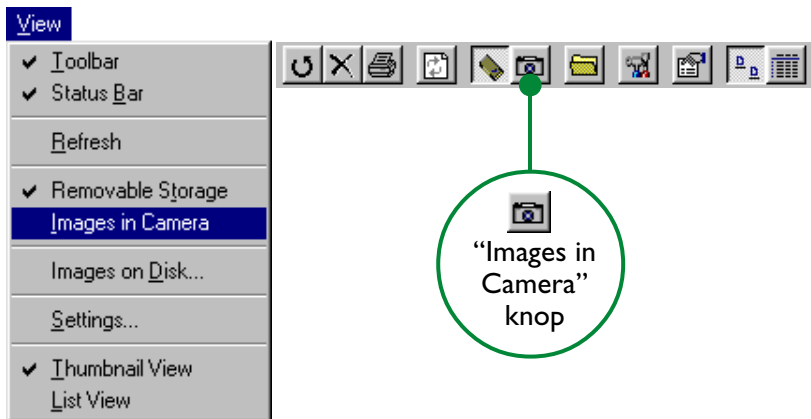 View
Toolbar
Status Bar
Refresh
Removable Storage
Images in Camera
Images on Disk...
Settings...
Thumbnail View
List View
“Images in
Camera”
knop